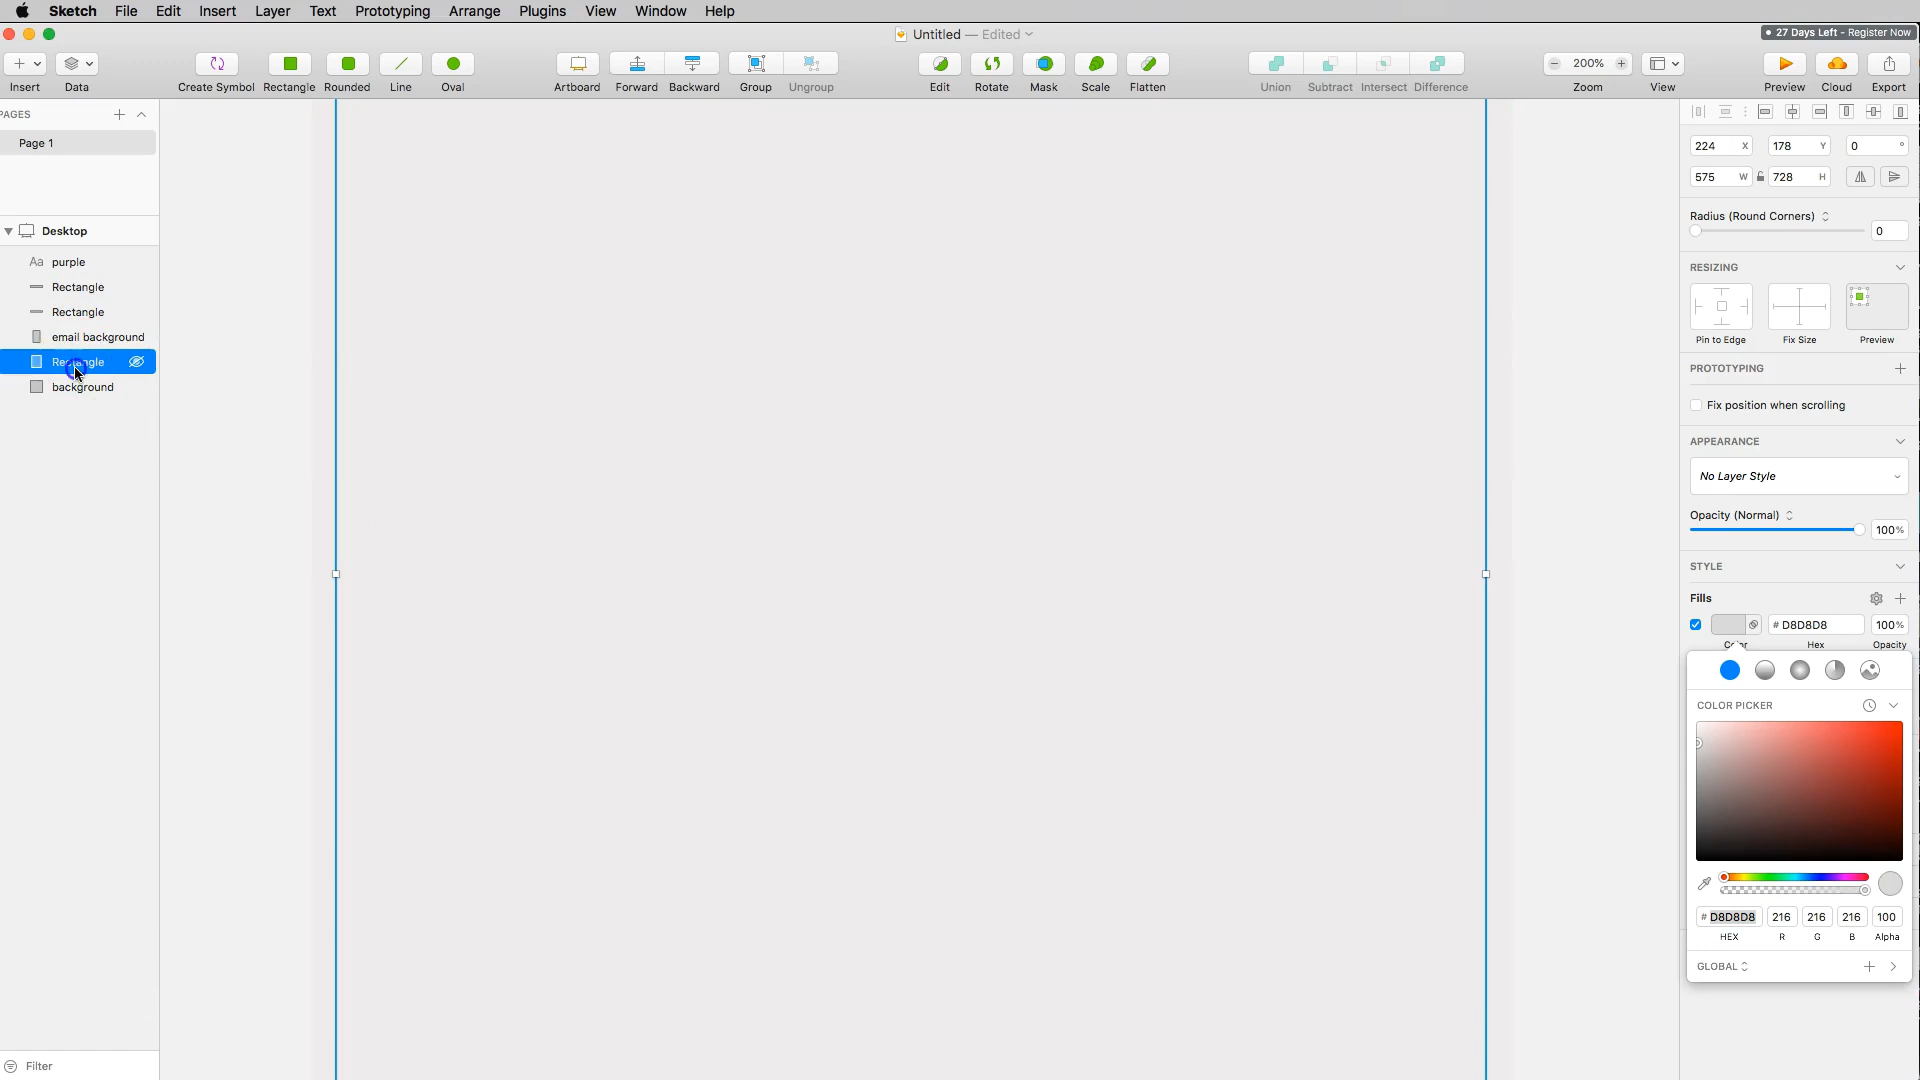 Sketch File Edit Insert Layer Text Prototyping Arrange Plugins View Window Help
Untitled — Edited
27 Days Left - Register Now
200%
Insert Data Create Symbol Rectangle Rounded Line Oval Artboard Forward Backward Group Ungroup Edit Rotate Mask Scale Flatten Union Subtract Intersect Difference Zoom View Preview Cloud Export
PAGES
Page 1
Desktop
Aa purple
Rectangle
Rectangle
email background
Rectangle
background
Filter
224 X 178 Y 0 °
575 W 728 H
Radius (Round Corners)
0
RESIZING
Pin to Edge Fix Size Preview
PROTOTYPING
Fix position when scrolling
APPEARANCE
No Layer Style
Opacity (Normal)
100%
STYLE
Fills
# D8D8D8 100%
Color Hex Opacity
COLOR PICKER
# D8D8D8 216 216 216 100
HEX R G B Alpha
GLOBAL